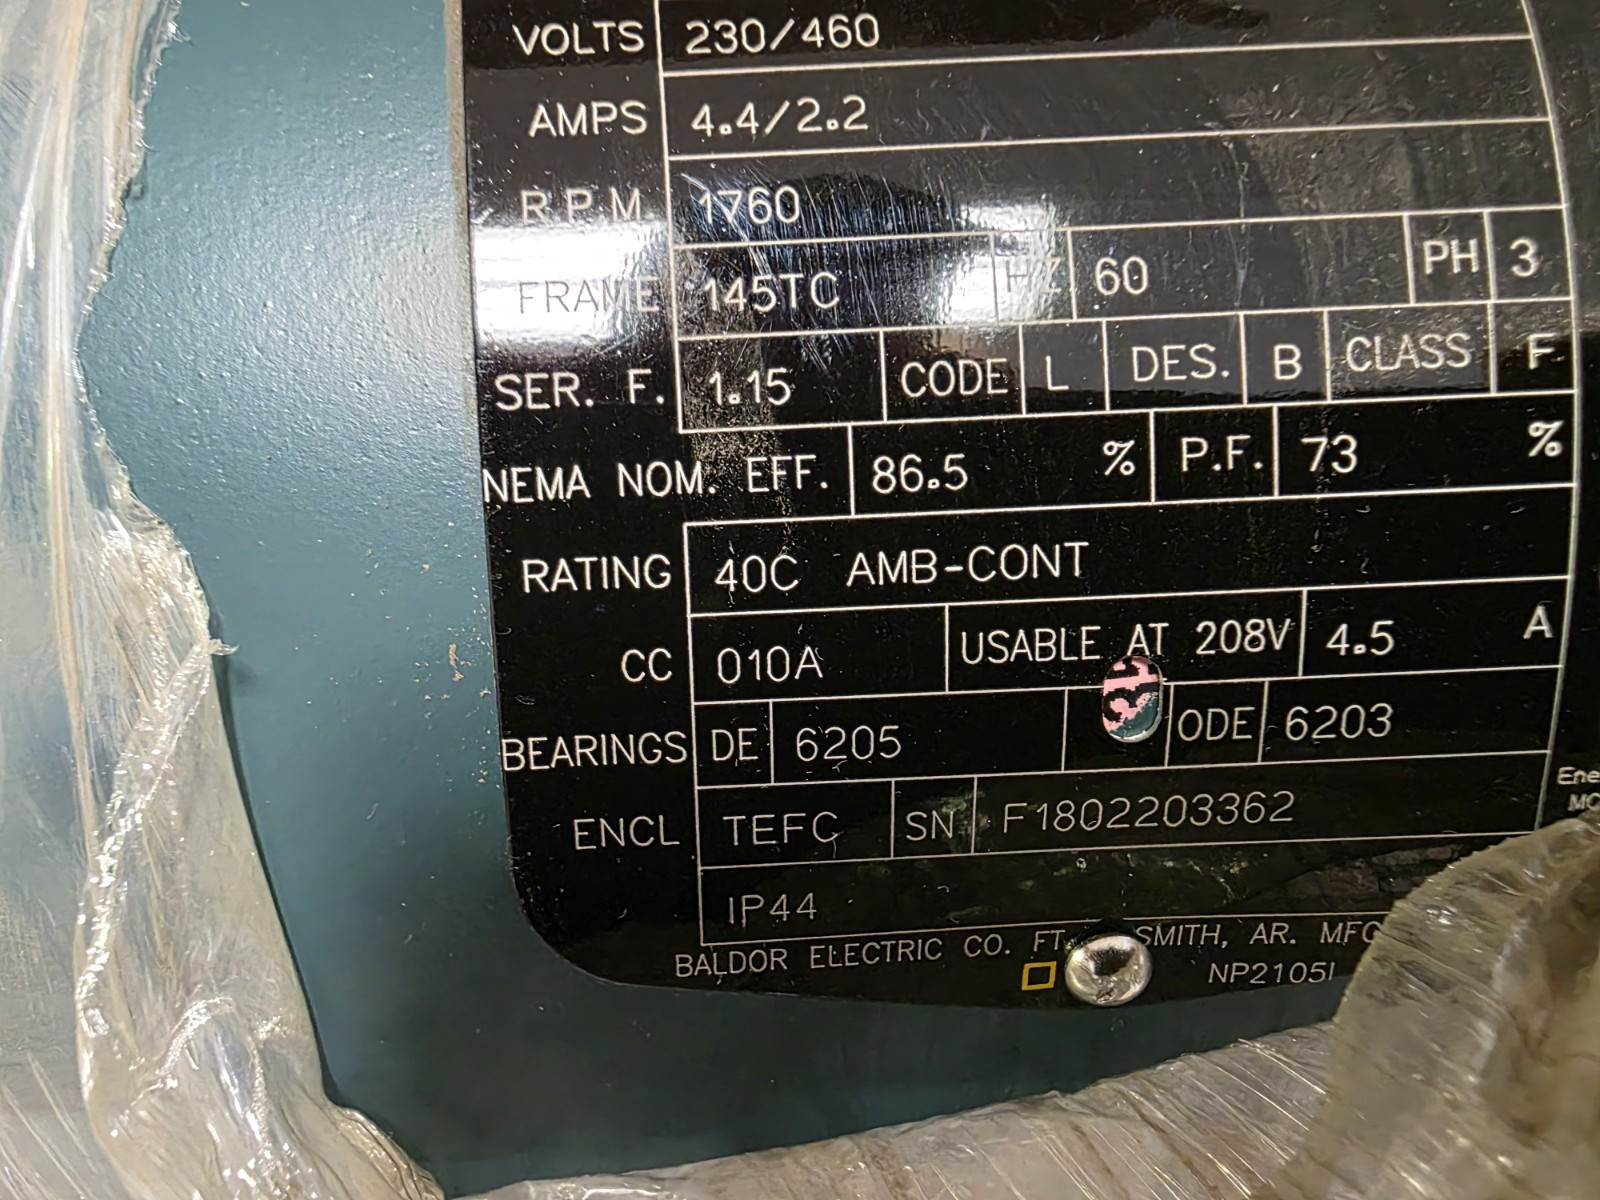 VOLTS 230/460
AMPS 4.4/2.2
R.P.M. 1760
FRAME 145TC HZ 60 PH 3
SER. F. 1.15 CODE L DES. B CLASS F
NEMA NOM. EFF. 86.5 % P.F. 73 %
RATING 40C AMB-CONT
CC 010A USABLE AT 208V 4.5 A
BEARINGS DE 6205 ODE 6203
ENCL TEFC SN F1802203362
IP44
BALDOR ELECTRIC CO. FT. SMITH, AR. MFG
NP2105I